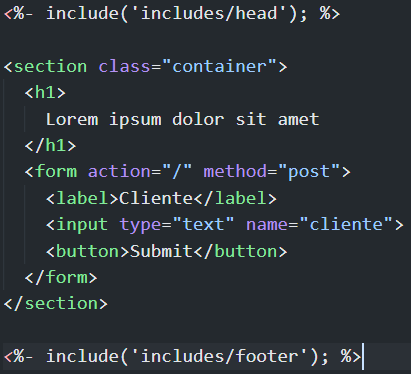 <%- include('includes/head'); %>
<section class="container">
<h1>
Lorem ipsum dolor sit amet
</h1>
<form action="/" method="post">
<label>Cliente</label>
<input type="text" name="cliente">
<button>Submit</button>
</form>
</section>
<%- include('includes/footer'); %>